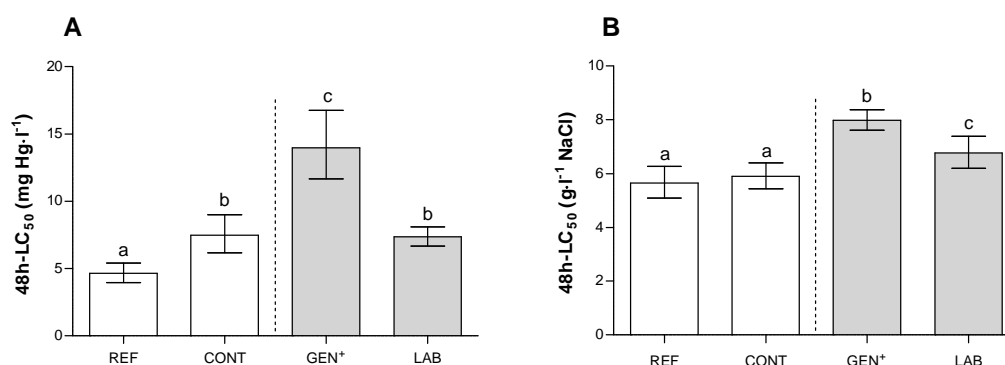 A
48h-LC50 (mg Hg·l-1)
20
15
10
5
0
a
b
c
b
REF CONT GEN+ LAB
B
48h-LC50 (g·l-1 NaCl)
10
8
6
4
2
0
a
a
b
c
REF CONT GEN+ LAB